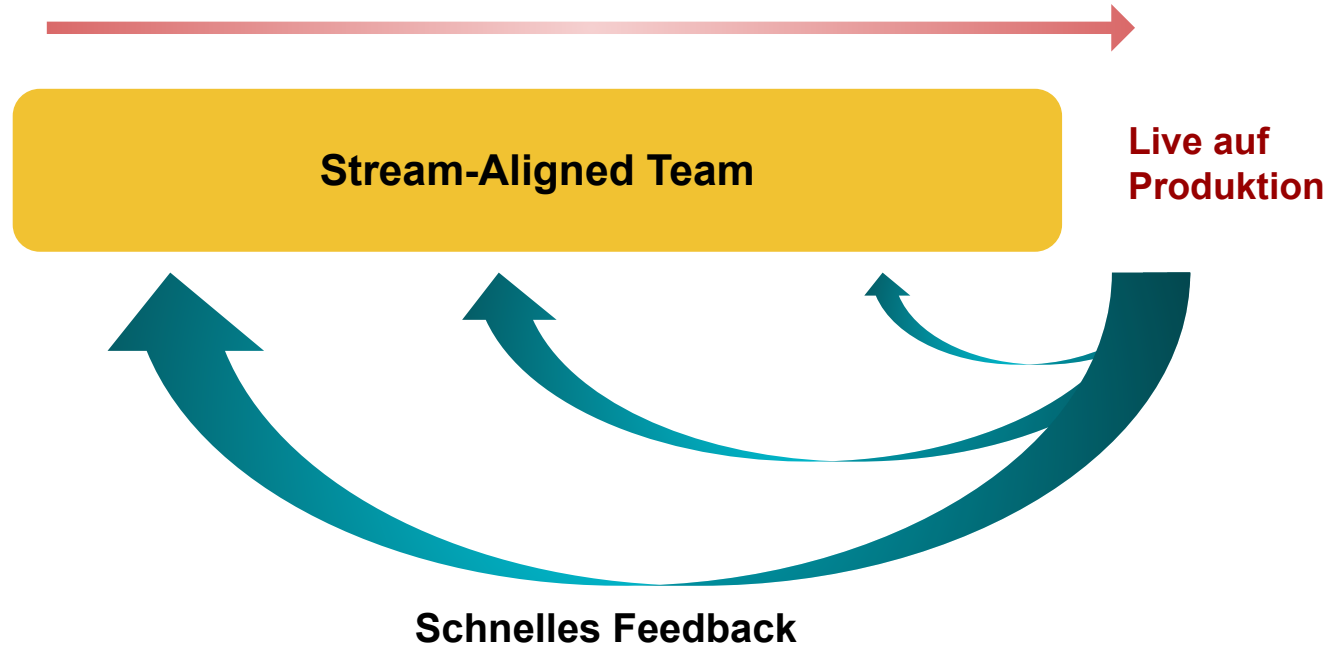 Stream-Aligned Team
Live auf
Produktion
Schnelles Feedback